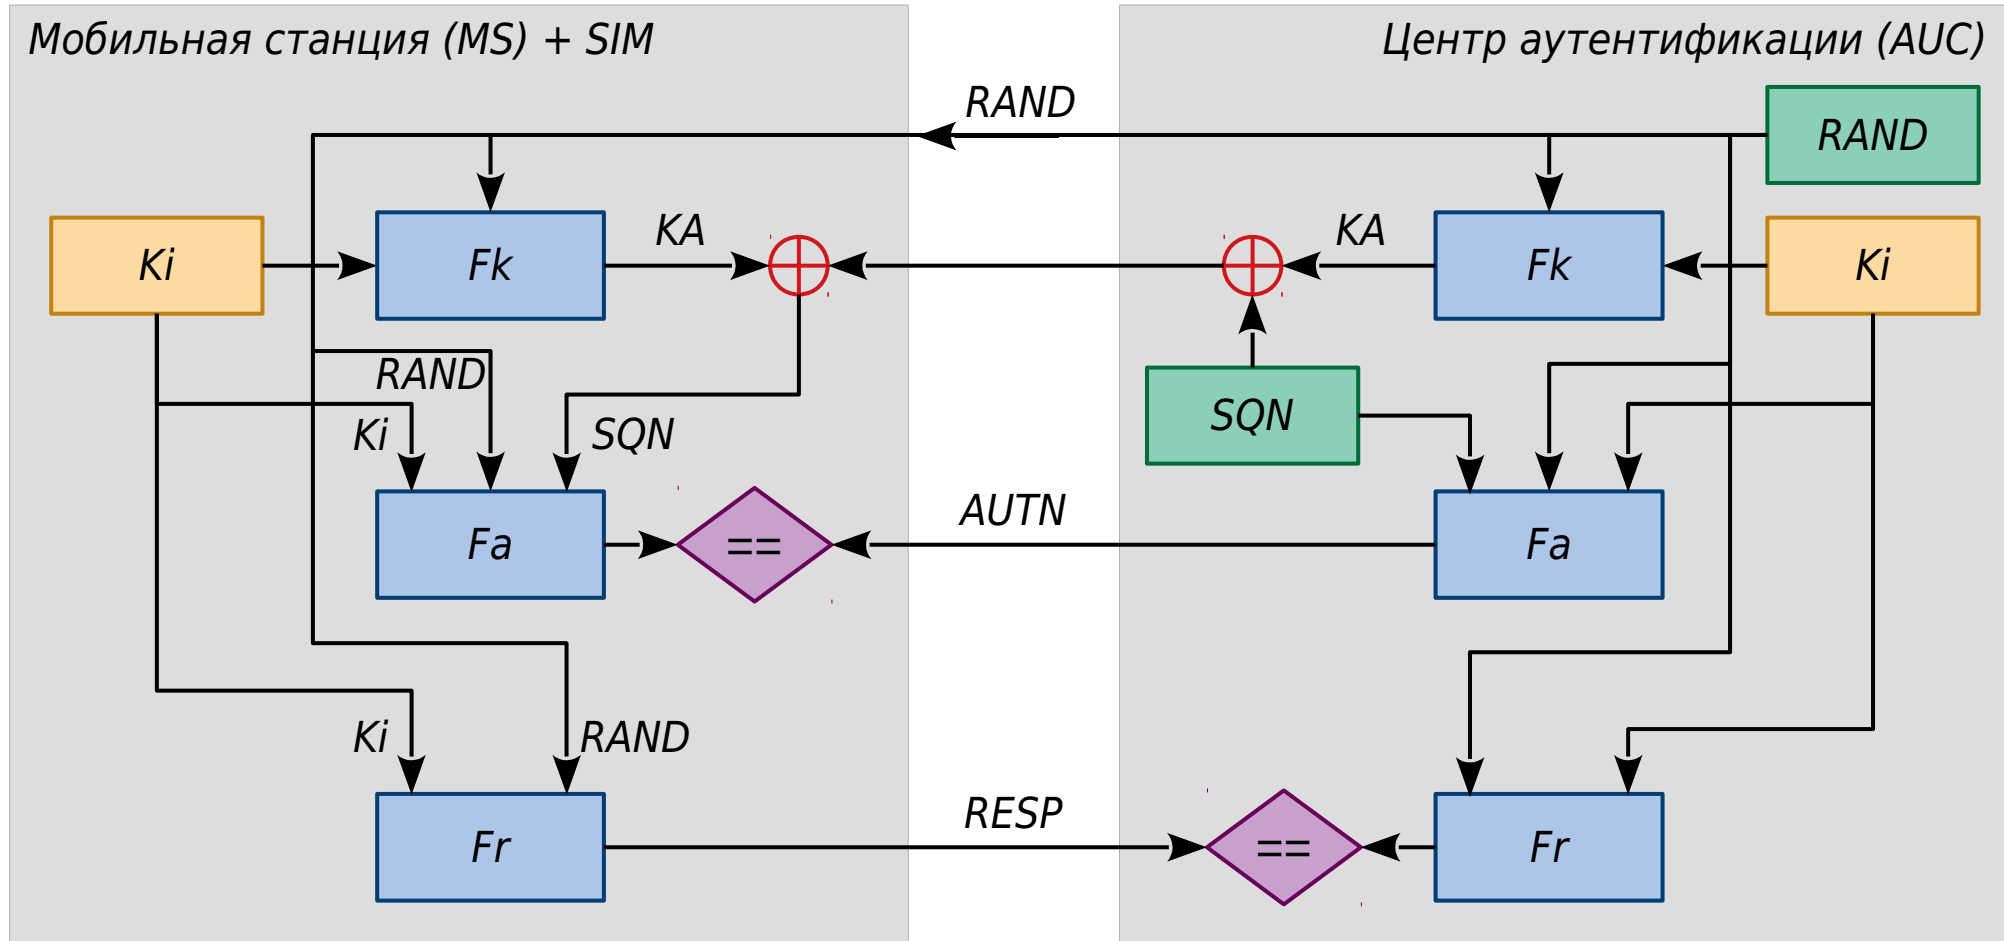 Мобильная станция (MS) + SIM
Центр аутентификации (AUC)
RAND
RAND
Ki
Fk
KA
KA
Fk
Ki
RAND
Ki
SQN
SQN
Fa
==
AUTN
Fa
Ki
RAND
Fr
RESP
==
Fr